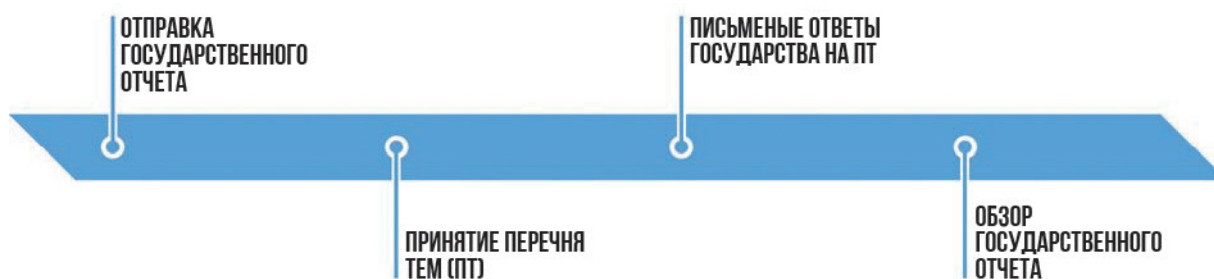 ОТПРАВКА
ГОСУДАРСТВЕННОГО
ОТЧЕТА
ПРИНЯТИЕ ПЕРЕЧНЯ
ТЕМ (ПТ)
ПИСЬМЕНЫЕ ОТВЕТЫ
ГОСУДАРСТВА НА ПТ
ОБЗОР
ГОСУДАРСТВЕННОГО
ОТЧЕТА